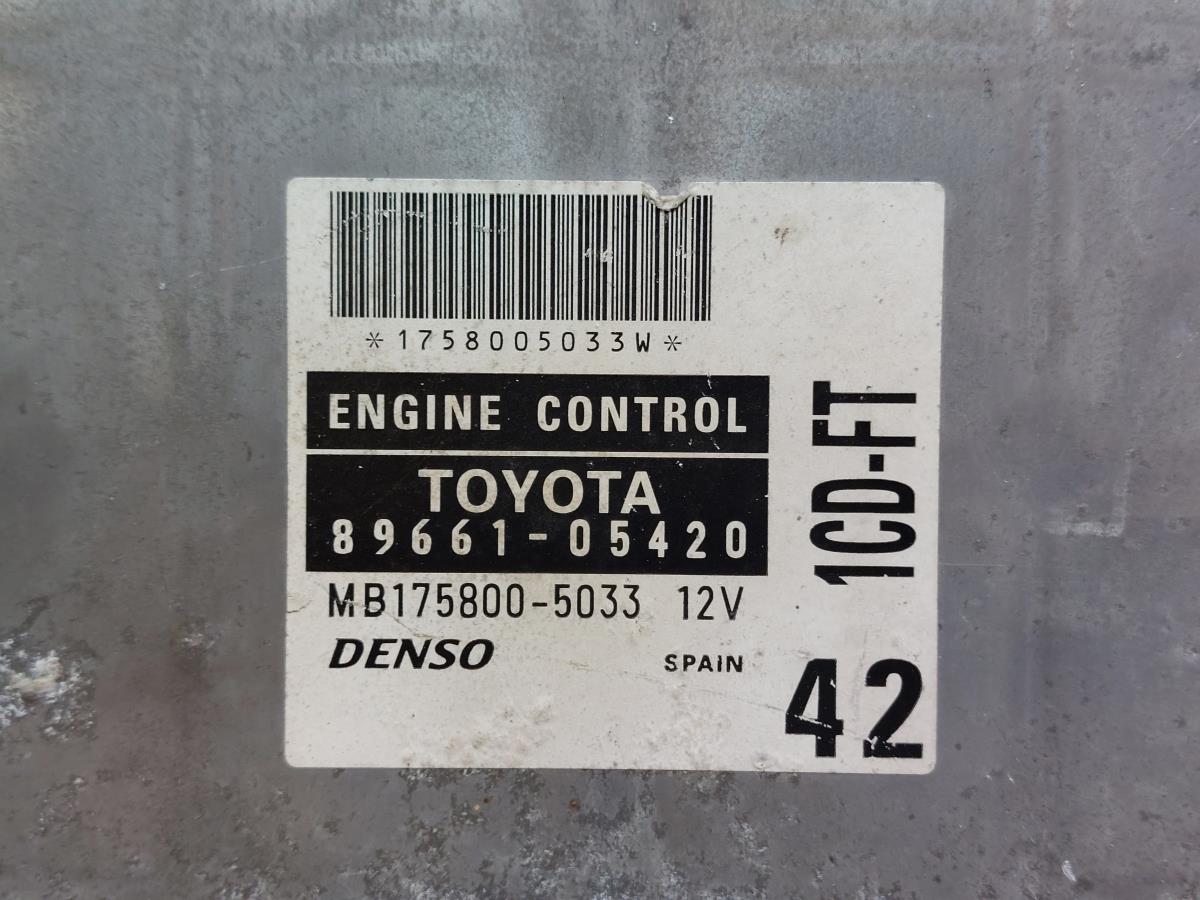 *1758005033W*
ENGINE CONTROL
TOYOTA
89661-05420
MB175800-5033 12V
DENSO SPAIN
1CD-FT
42